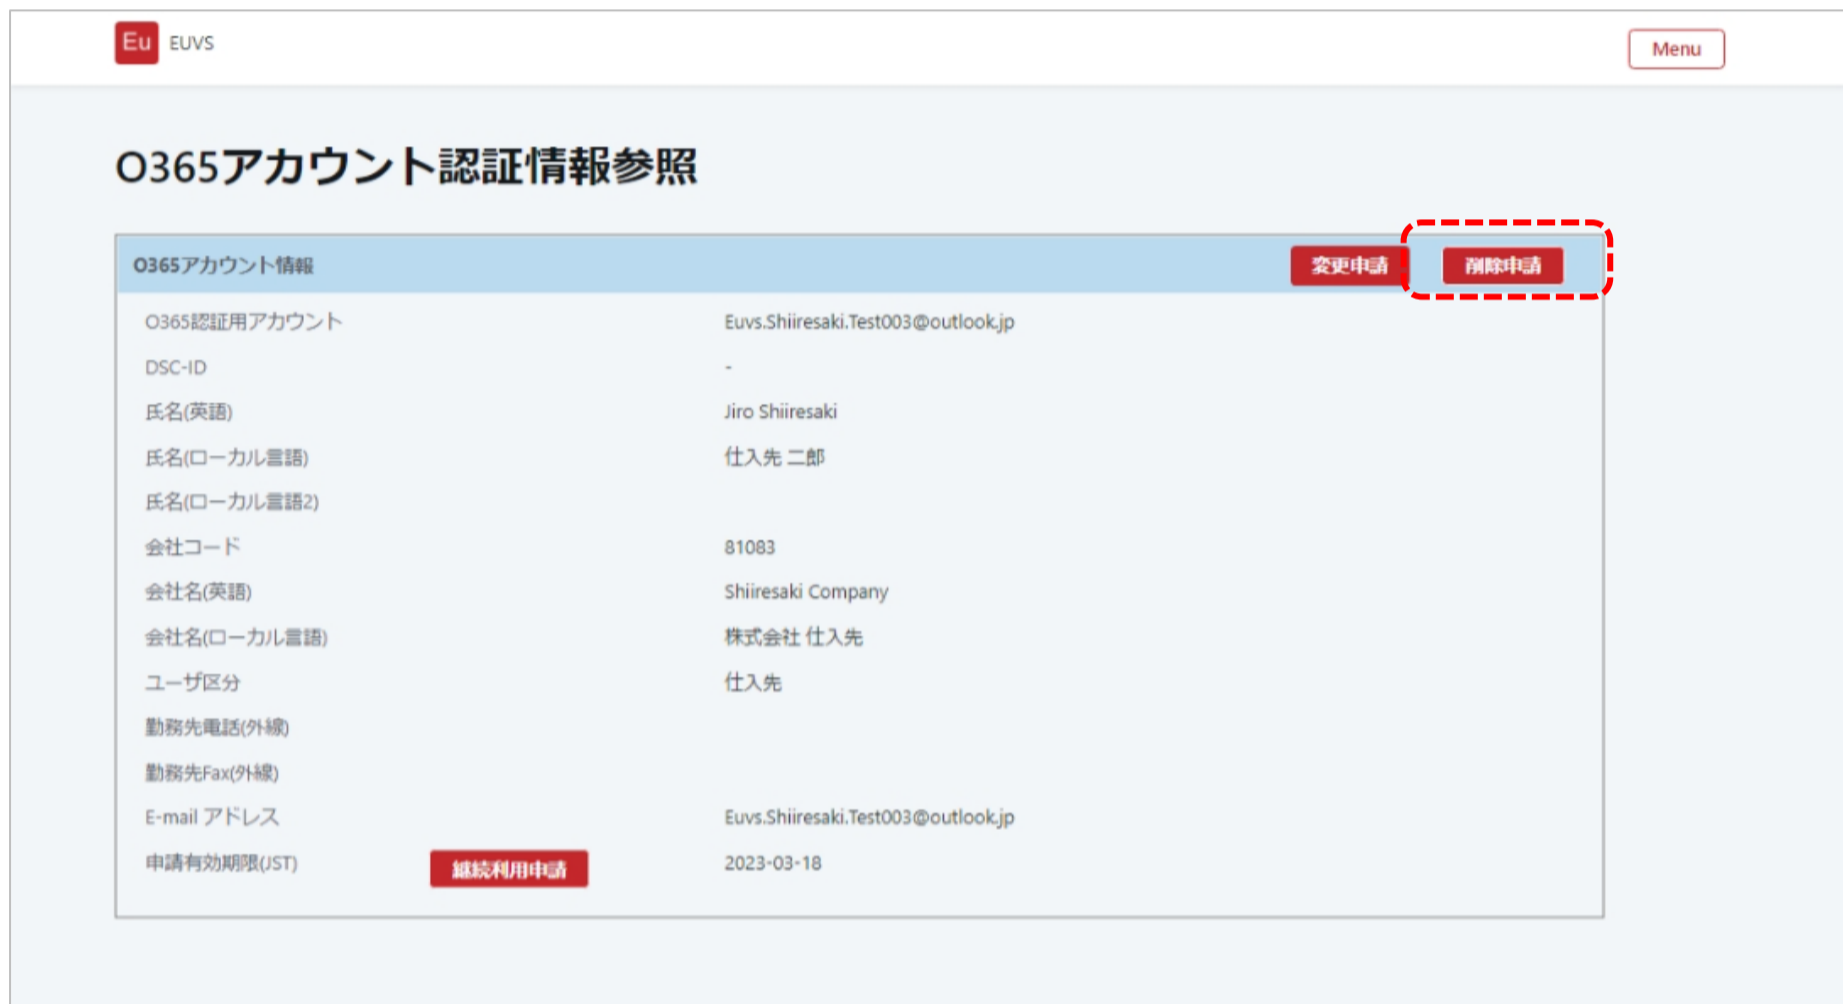 Eu EUVS
Menu
O365アカウント認証情報参照
O365アカウント情報 変更申請 削除申請
O365認証用アカウント Euvs.Shiiresaki.Test003@outlook.jp
DSC-ID -
氏名(英語) Jiro Shiiresaki
氏名(ローカル言語) 仕入先 二郎
氏名(ローカル言語2)
会社コード 81083
会社名(英語) Shiiresaki Company
会社名(ローカル言語) 株式会社 仕入先
ユーザ区分 仕入先
勤務先電話(外線)
勤務先Fax(外線)
E-mail アドレス Euvs.Shiiresaki.Test003@outlook.jp
申請有効期限(JST) 継続利用申請 2023-03-18